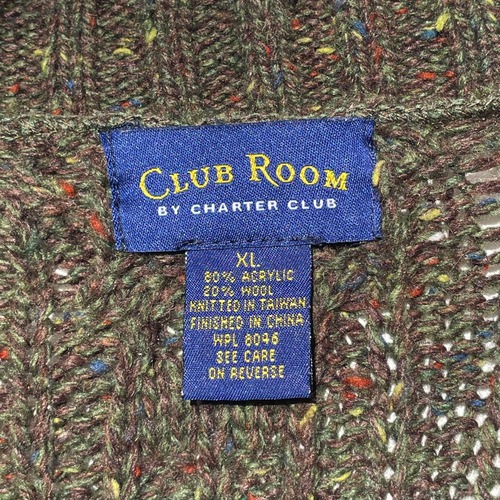 CLUB ROOM
BY CHARTER CLUB
XL
80% ACRYLIC
20% WOOL
KNITTED IN TAIWAN
FINISHED IN CHINA
WPL 8046
SEE CARE
ON REVERSE